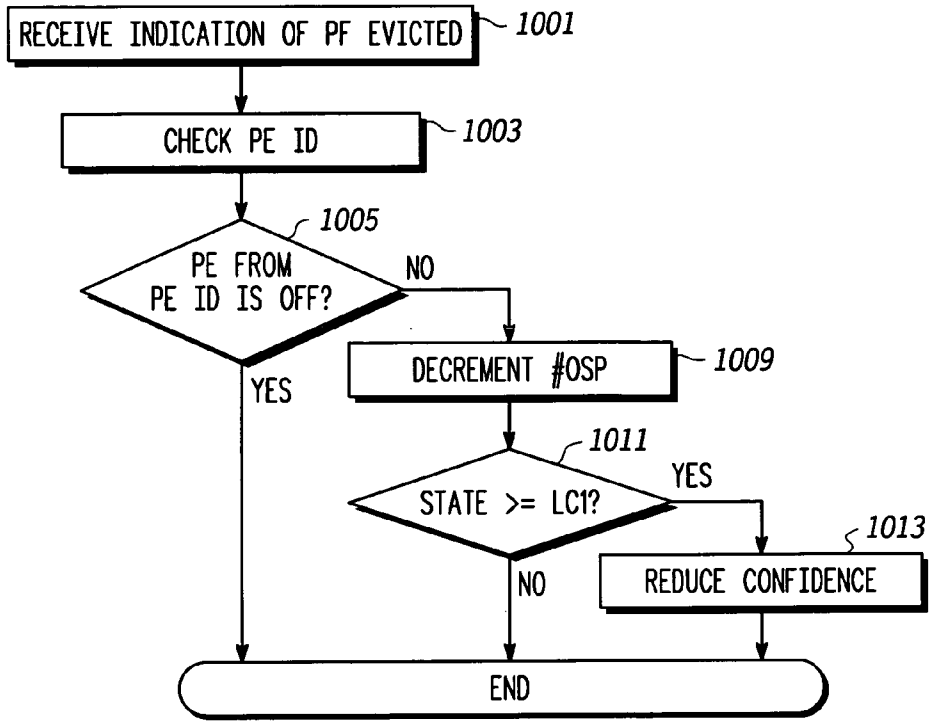 RECEIVE INDICATION OF PF EVICTED
1001
CHECK PE ID
1003
1005
PE FROM
PE ID IS OFF?
NO
YES
DECREMENT #OSP
1009
1011
STATE >= LC1?
YES
NO
1013
REDUCE CONFIDENCE
END